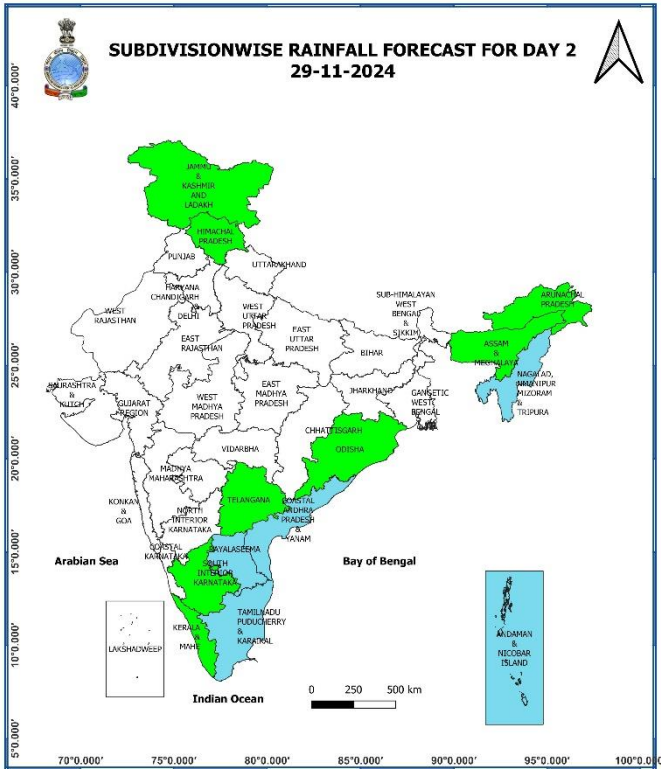 SUBDIVISIONWISE RAINFALL FORECAST FOR DAY 2
29-11-2024
40°0.000'
35°0.000'
30°0.000'
25°0.000'
20°0.000'
15°0.000'
10°0.000'
5°0.000'
JAMMU
&
KASHMIR
AND
LADAKH
HIMACHAL
PRADESH
PUNJAB
UTTARAKHAND
HARYANA
CHANDIGARH
&
DELHI
WEST
RAJASTHAN
WEST
UTTAR
PRADESH
SUB-HIMALAYAN
WEST
BENGAL
&
SIKKIM
ARUNACHAL
PRADESH
EAST
RAJASTHAN
EAST
UTTAR
PRADESH
BIHAR
ASSAM
&
MEGHALAYA
SAURASHTRA
&
KUTCH
GUJARAT
REGION
WEST
MADHYA
PRADESH
EAST
MADHYA
PRADESH
JHARKHAND
GANGETIC
WEST
BENGAL
MIZORAM
&
TRIPURA
CHHATTISGARH
ODISHA
VIDARBHA
MADHYA
MAHARASHTRA
TELANGANA
KONKAN
&
GOA
NORTH
INTERIOR
KARNATAKA
COASTAL
ANDHRA
PRADESH
&
YANAM
Arabian Sea
COASTAL
KARNATAKA
RAYALASEEMA
Bay of Bengal
SOUTH
INTERIOR
KARNATAKA
TAMILNADU
PUDUCHERRY
&
KARAIKAL
KERALA
&
MAHE
LAKSHADWEEP
ANDAMAN
&
NICOBAR
ISLAND
Indian Ocean
0 250 500 km
70°0.000' 75°0.000' 80°0.000' 85°0.000' 90°0.000' 95°0.000' 100°0.000'